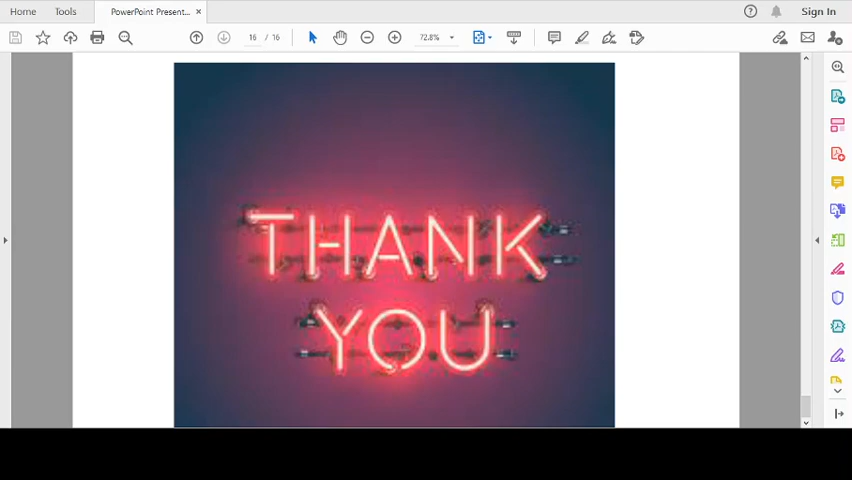 Home Tools PowerPoint Present... × Sign In
16 / 16 72.8%
THANK
YOU